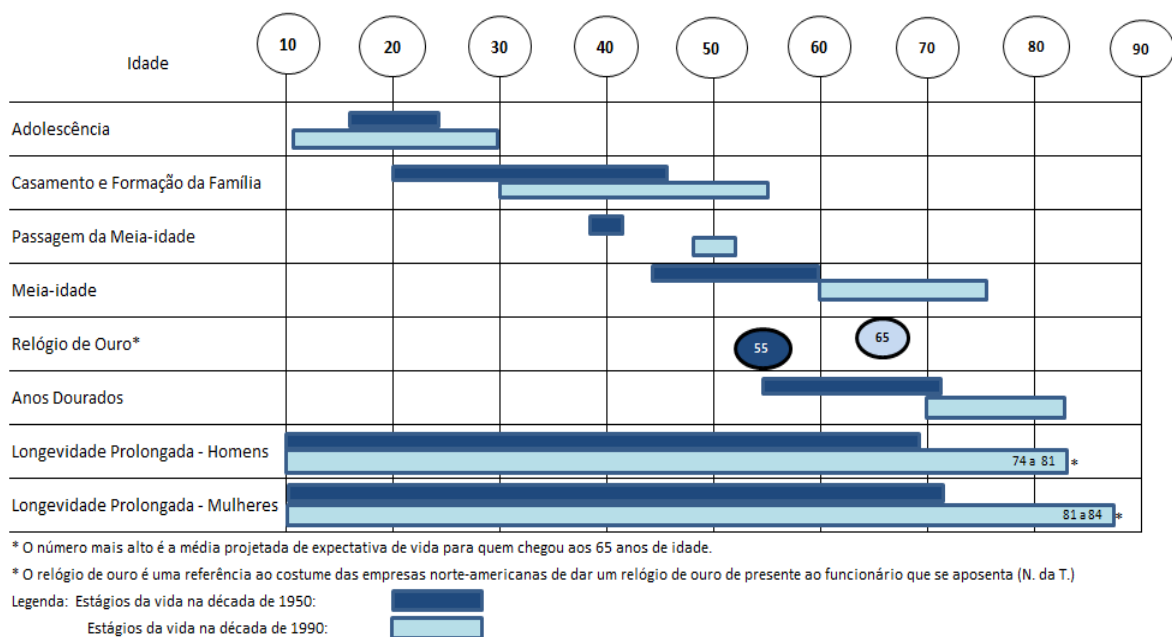 Idade
10 20 30 40 50 60 70 80 90
Adolescência
Casamento e Formação da Família
Passagem da Meia-idade
Meia-idade
Relógio de Ouro*
55 65
Anos Dourados
Longevidade Prolongada - Homens
74 a 81 *
Longevidade Prolongada - Mulheres
81 a 84 *
* O número mais alto é a média projetada de expectativa de vida para quem chegou aos 65 anos de idade.
* O relógio de ouro é uma referência ao costume das empresas norte-americanas de dar um relógio de ouro de presente ao funcionário que se aposenta (N. da T.)
Legenda: Estágios da vida na década de 1950:
Estágios da vida na década de 1990: